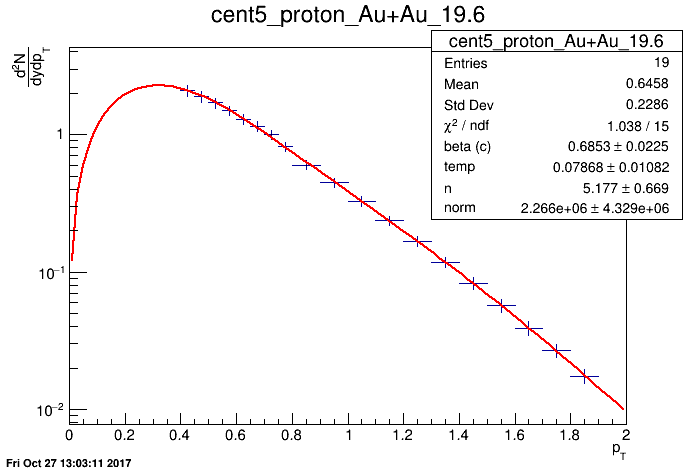 cent5_proton_Au+Au_19.6
cent5_proton_Au+Au_19.6
Entries 19
Mean 0.6458
Std Dev 0.2286
χ² / ndf 1.038 / 15
beta (c) 0.6853 ± 0.0225
temp 0.07868 ± 0.01082
n 5.177 ± 0.669
norm 2.266e+06 ± 4.329e+06
d²N
dydp_T
1
10⁻¹
10⁻²
0 0.2 0.4 0.6 0.8 1 1.2 1.4 1.6 1.8 2
p_T
Fri Oct 27 13:03:11 2017